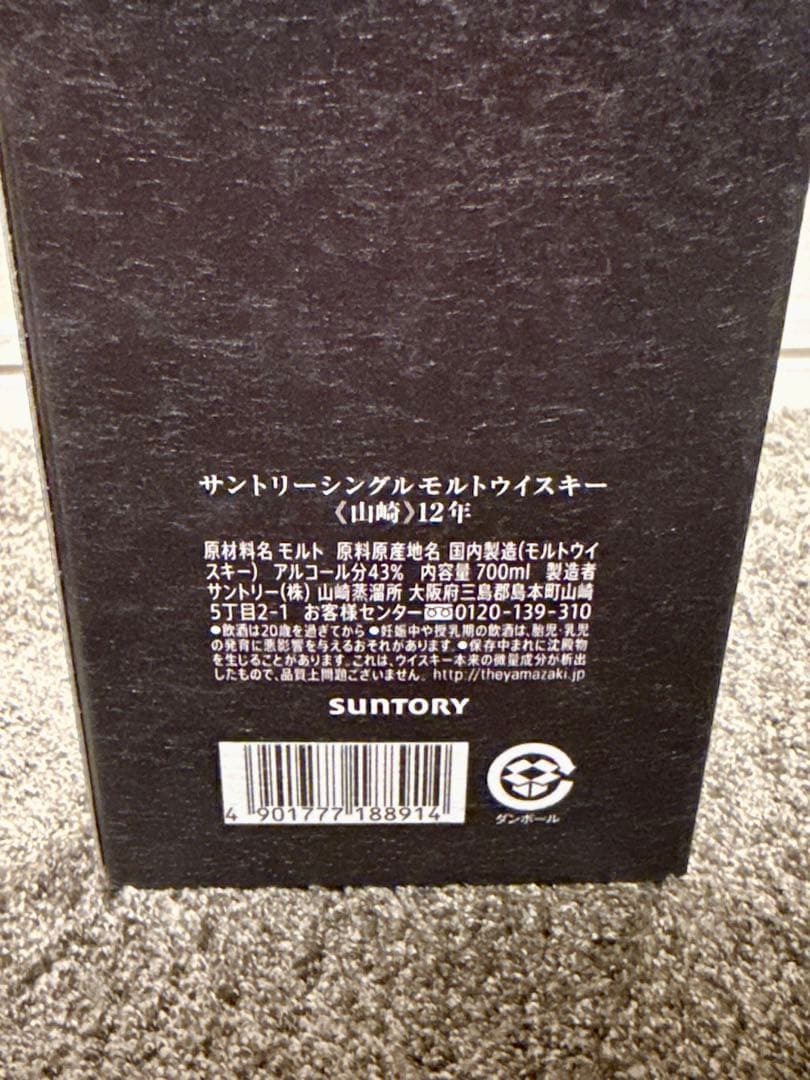 サントリーシングルモルトウイスキー
《山崎》12年
原材料名 モルト 原料原産地名 国内製造(モルトウイ
スキー) アルコール分43% 内容量 700ml 製造者
サントリー(株) 山崎蒸溜所 大阪府三島郡島本町山崎
5丁目2-1 お客様センター 0120-139-310
●飲酒は20歳を過ぎてから ●妊娠中や授乳期の飲酒は、胎児・乳児
の発育に悪影響を与えるおそれがあります。●保存中まれに沈殿物
を生じることがあります。これは、ウイスキー本来の微量成分が析出
したもので、品質上問題ございません。 http://theyamazaki.jp
SUNTORY
4 901777 188914
ダンボール